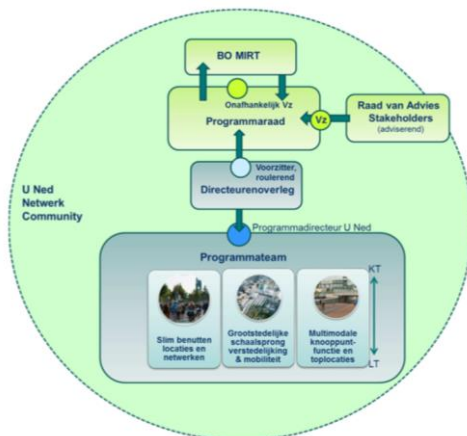 BO MIRT
Onafhankelijk Vz
Programmaraad
Vz
Raad van Advies
Stakeholders
(adviserend)
U Ned
Netwerk
Community
Voorzitter,
roulerend
Directeurenoverleg
Programmadirecteur U Ned
Programmateam
KT
Slim benutten
locaties en
netwerken
Grootstedelijke
schaalsprong
verstedelijking
& mobiliteit
Multimodale
knooppunt-
functie en
toplocaties
LT